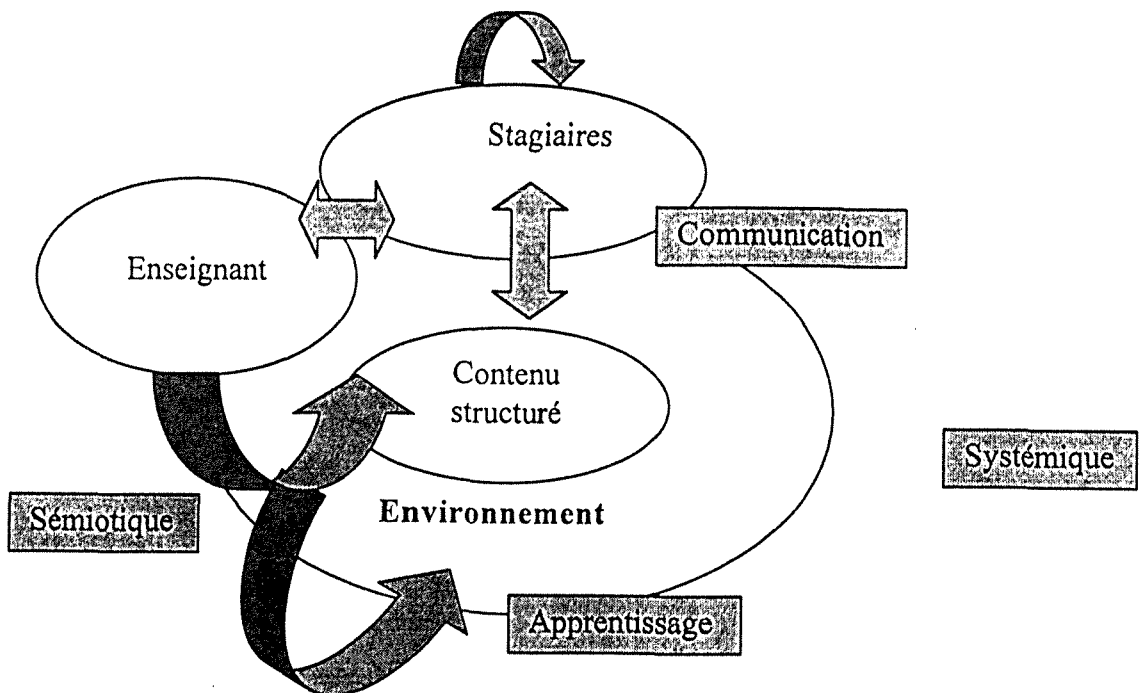 Stagiaires
Communication
Enseignant
Contenu
structuré
Systémique
Environnement
Sémiotique
Apprentissage